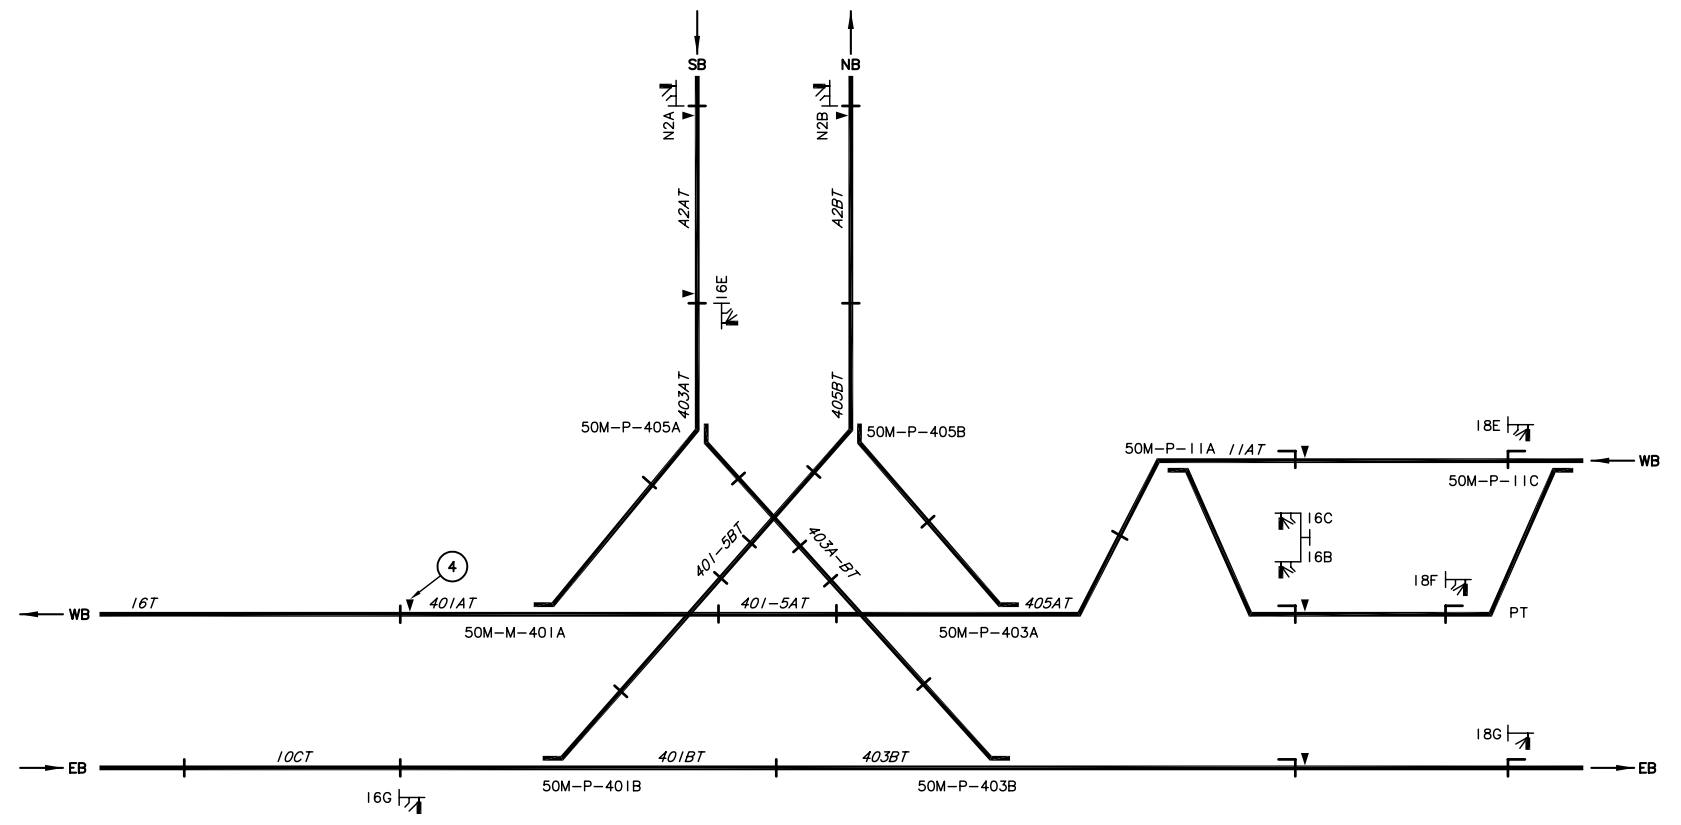 SB
NB
N2A
N2B
A2AT
A2BT
16E
403AT
405BT
50M-P-405A
50M-P-405B
18E
50M-P-11A
11AT
WB
50M-P-11C
401-5BT
403A-BT
16C
16B
4
18F
WB
16T
401AT
401-5AT
405AT
PT
50M-M-401A
50M-P-403A
18G
EB
10CT
401BT
403BT
EB
16G
50M-P-401B
50M-P-403B